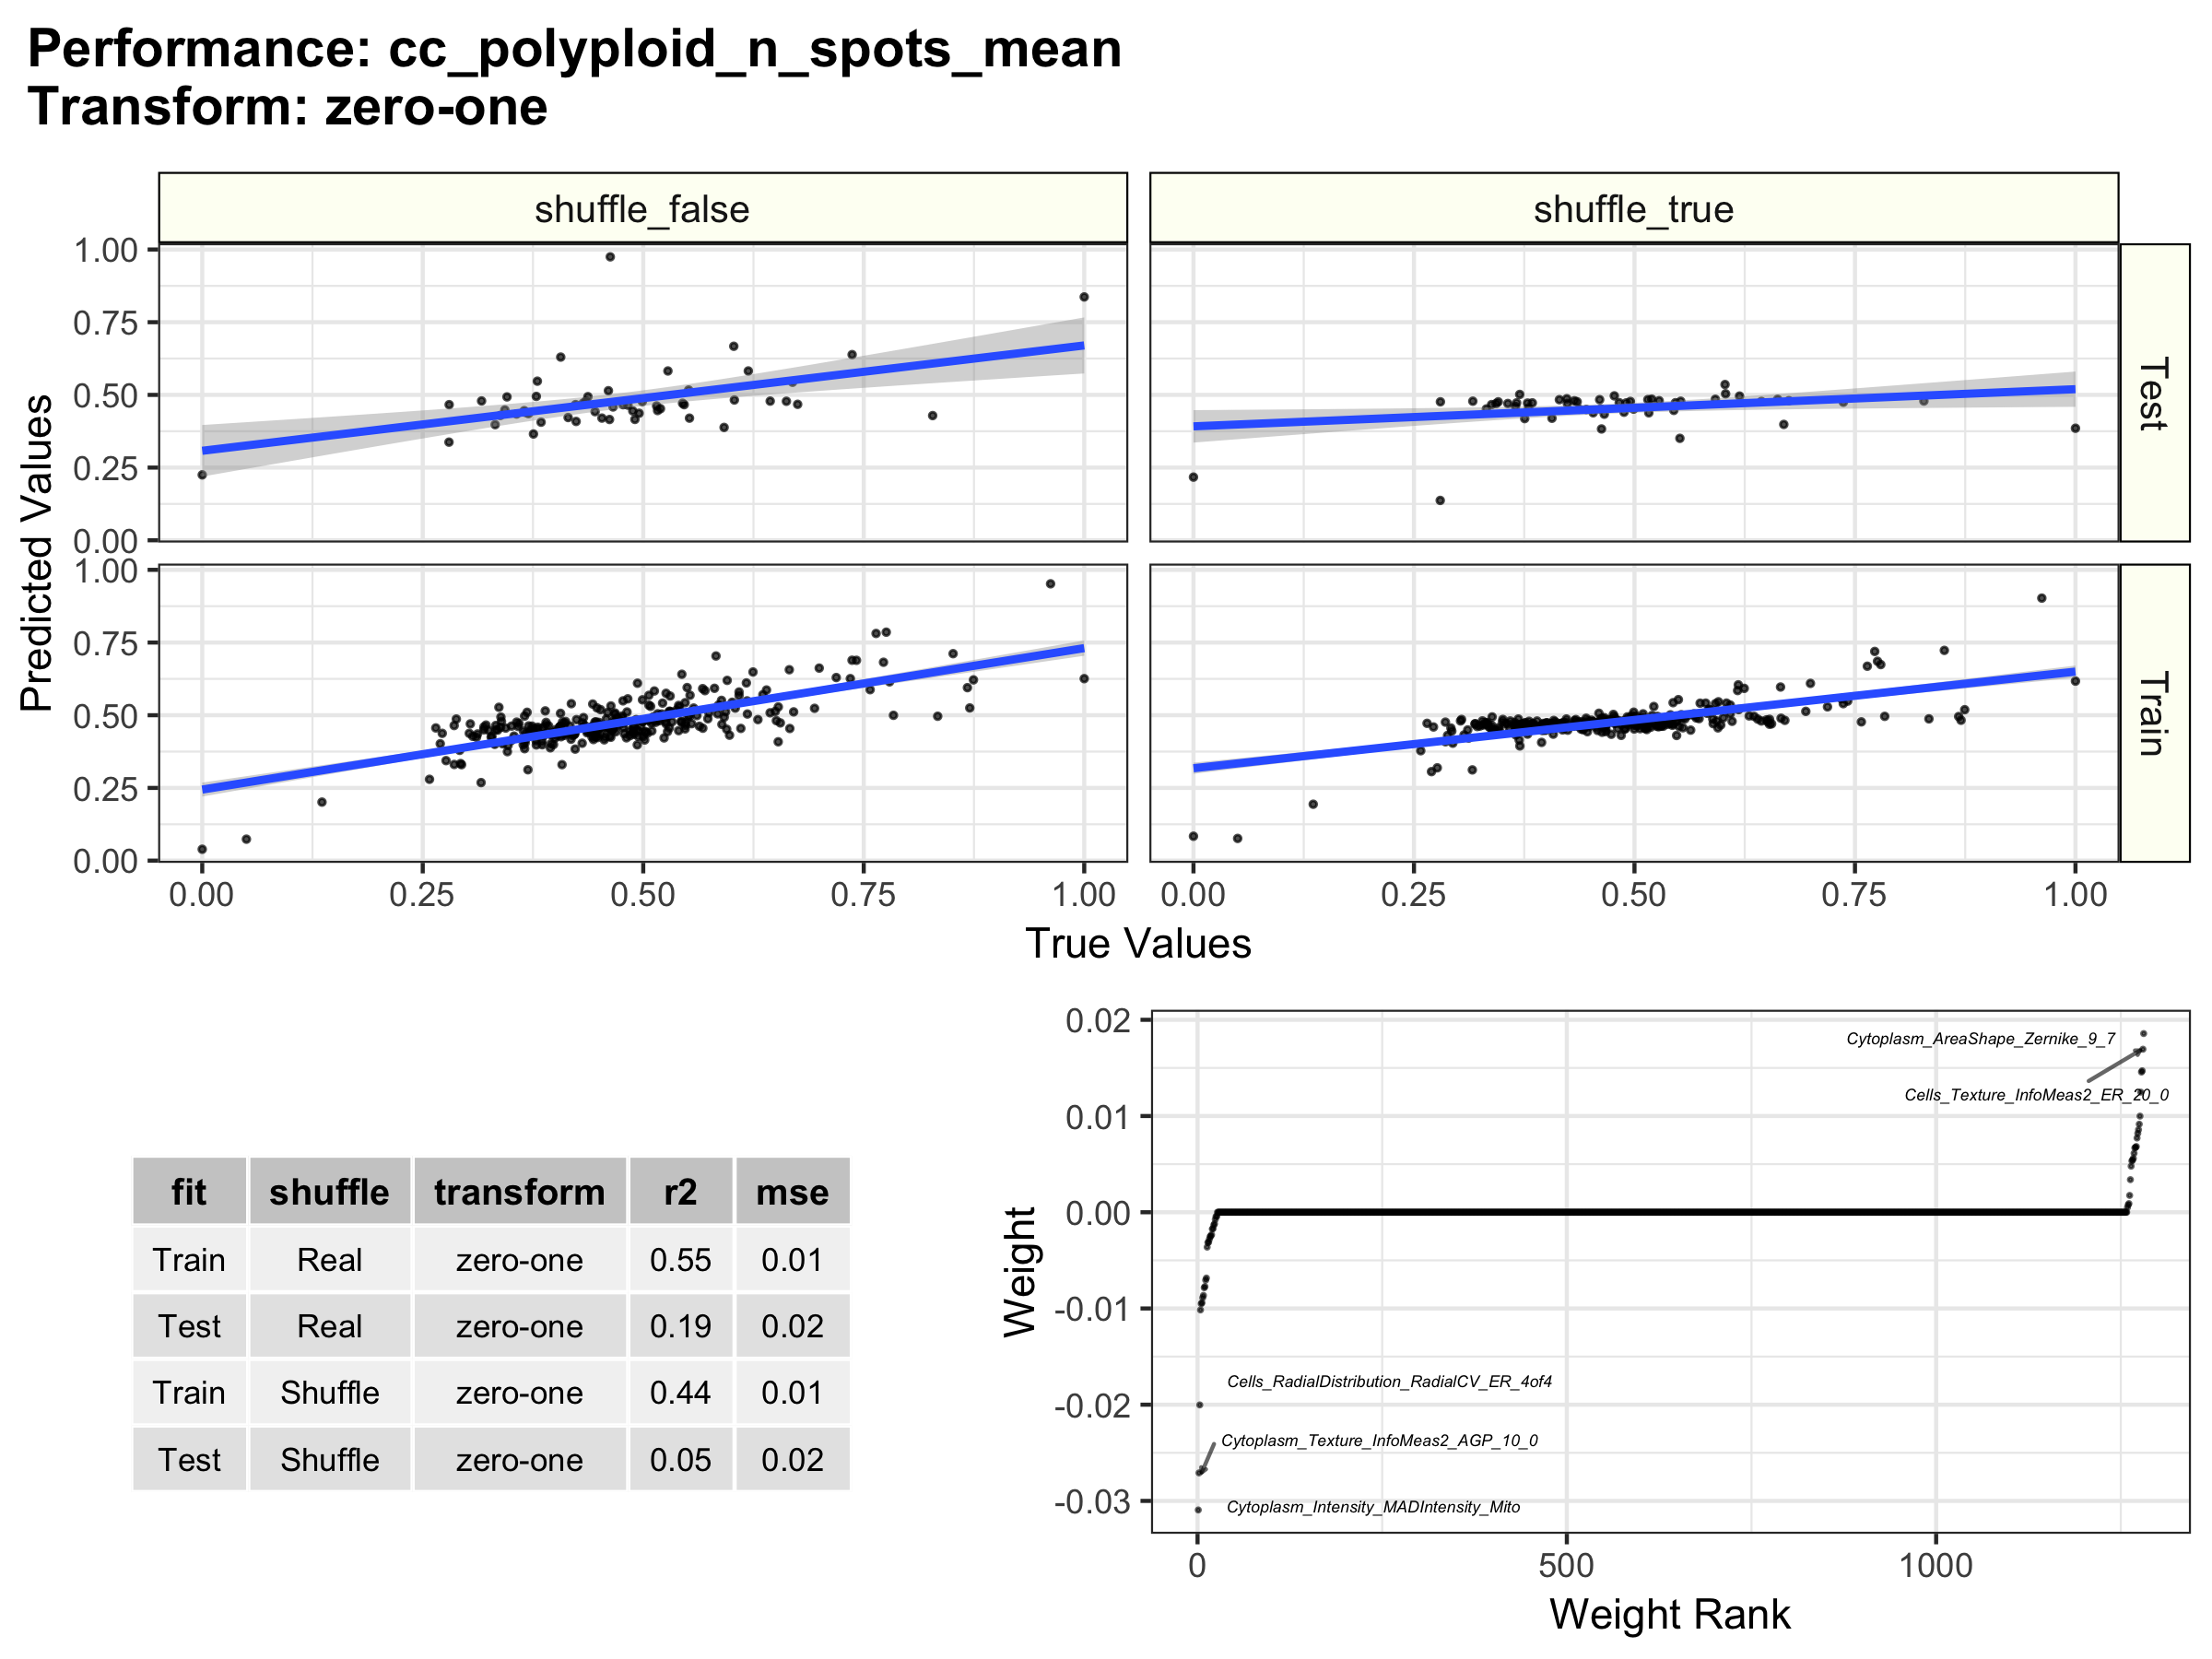 Performance: cc_polyploid_n_spots_mean
Transform: zero-one
shuffle_false
shuffle_true
1.00
0.75
0.50
0.25
0.00
Test
1.00
0.75
0.50
0.25
0.00
Train
Predicted Values
0.00 0.25 0.50 0.75 1.00
0.00 0.25 0.50 0.75 1.00
True Values
fit shuffle transform r2 mse
Train Real zero-one 0.55 0.01
Test Real zero-one 0.19 0.02
Train Shuffle zero-one 0.44 0.01
Test Shuffle zero-one 0.05 0.02
0.02
0.01
0.00
-0.01
-0.02
-0.03
Weight
Cytoplasm_AreaShape_Zernike_9_7
Cells_Texture_InfoMeas2_ER_20_0
Cells_RadialDistribution_RadialCV_ER_4of4
Cytoplasm_Texture_InfoMeas2_AGP_10_0
Cytoplasm_Intensity_MADIntensity_Mito
0 500 1000
Weight Rank